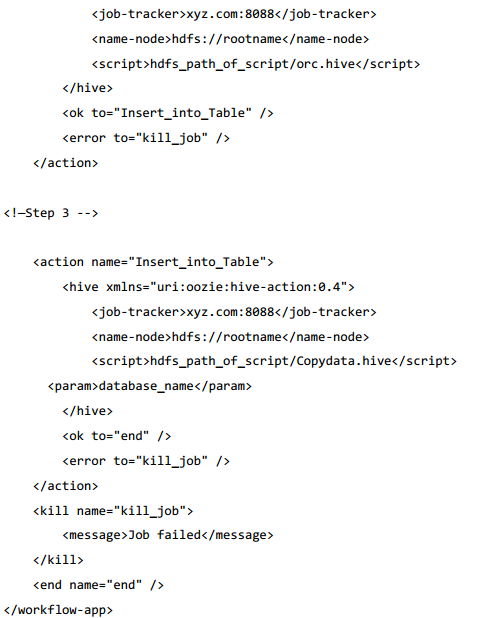 <job-tracker>xyz.com:8088</job-tracker>
<name-node>hdfs://rootname</name-node>
<script>hdfs_path_of_script/orc.hive</script>
</hive>
<ok to="Insert_into_Table" />
<error to="kill_job" />
</action>
<!—Step 3 -->
<action name="Insert_into_Table">
<hive xmlns="uri:oozie:hive-action:0.4">
<job-tracker>xyz.com:8088</job-tracker>
<name-node>hdfs://rootname</name-node>
<script>hdfs_path_of_script/Copydata.hive</script>
<param>database_name</param>
</hive>
<ok to="end" />
<error to="kill_job" />
</action>
<kill name="kill_job">
<message>Job failed</message>
</kill>
<end name="end" />
</workflow-app>